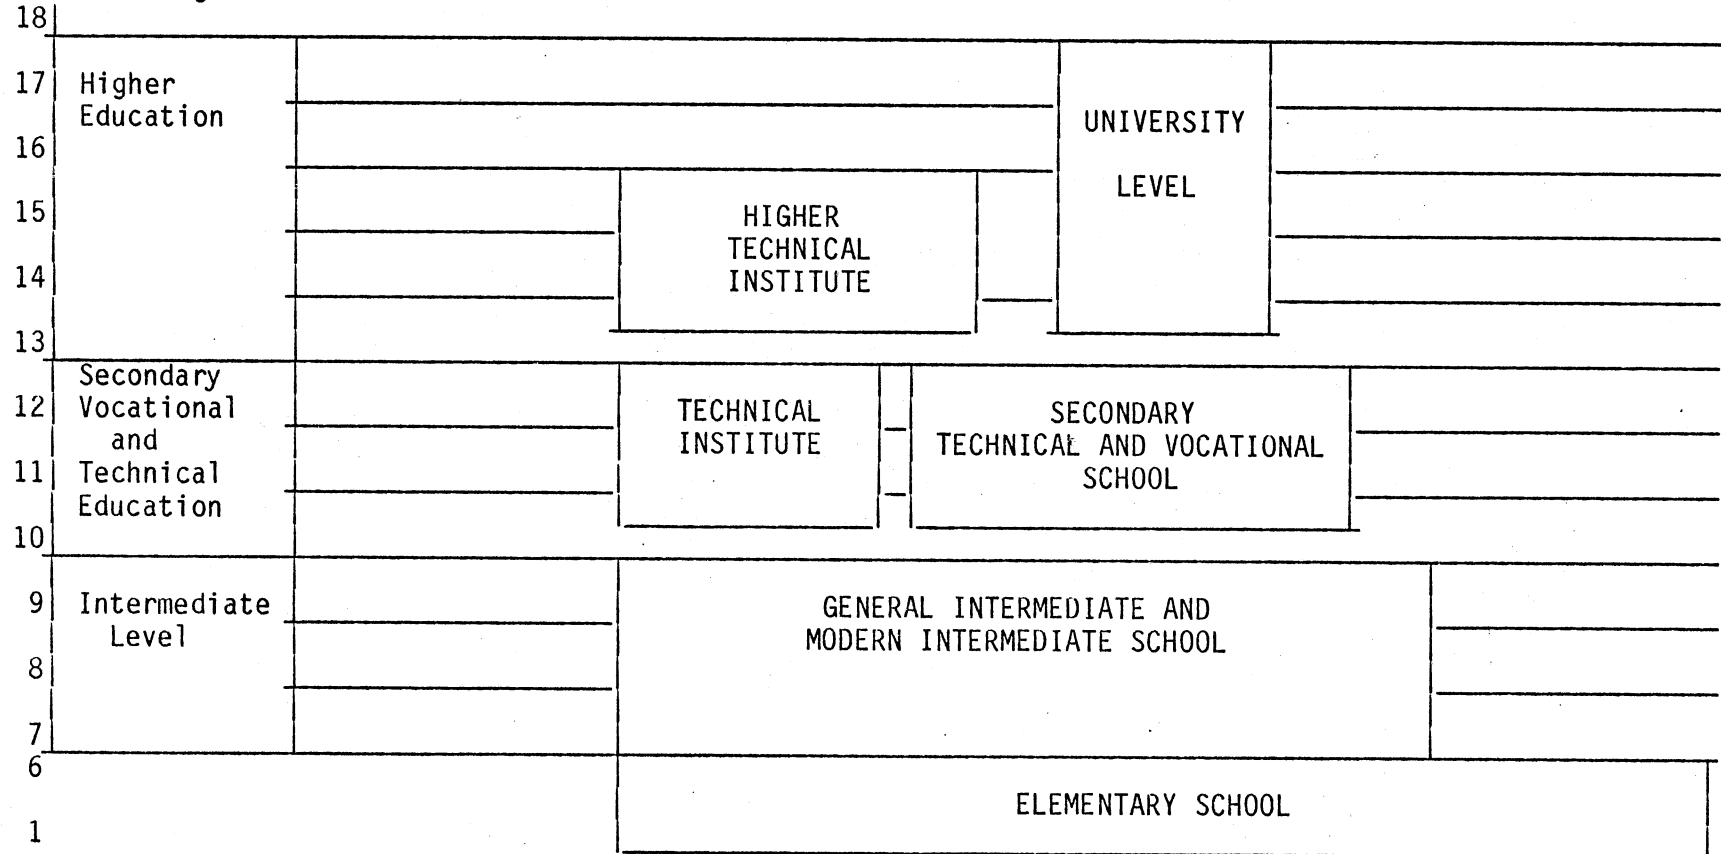 18
17 Higher
Education
UNIVERSITY
16
LEVEL
15
HIGHER
TECHNICAL
INSTITUTE
14
13
Secondary
12 Vocational
and
11 Technical
Education
TECHNICAL
INSTITUTE
SECONDARY
TECHNICAL AND VOCATIONAL
SCHOOL
10
9 Intermediate
Level
GENERAL INTERMEDIATE AND
MODERN INTERMEDIATE SCHOOL
8
7
6
ELEMENTARY SCHOOL
1